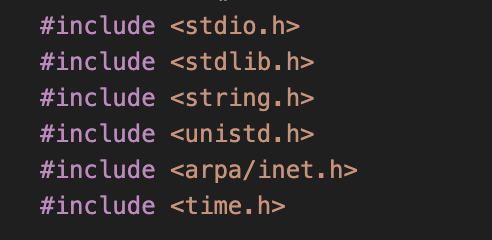 #include <stdio.h>
#include <stdlib.h>
#include <string.h>
#include <unistd.h>
#include <arpa/inet.h>
#include <time.h>